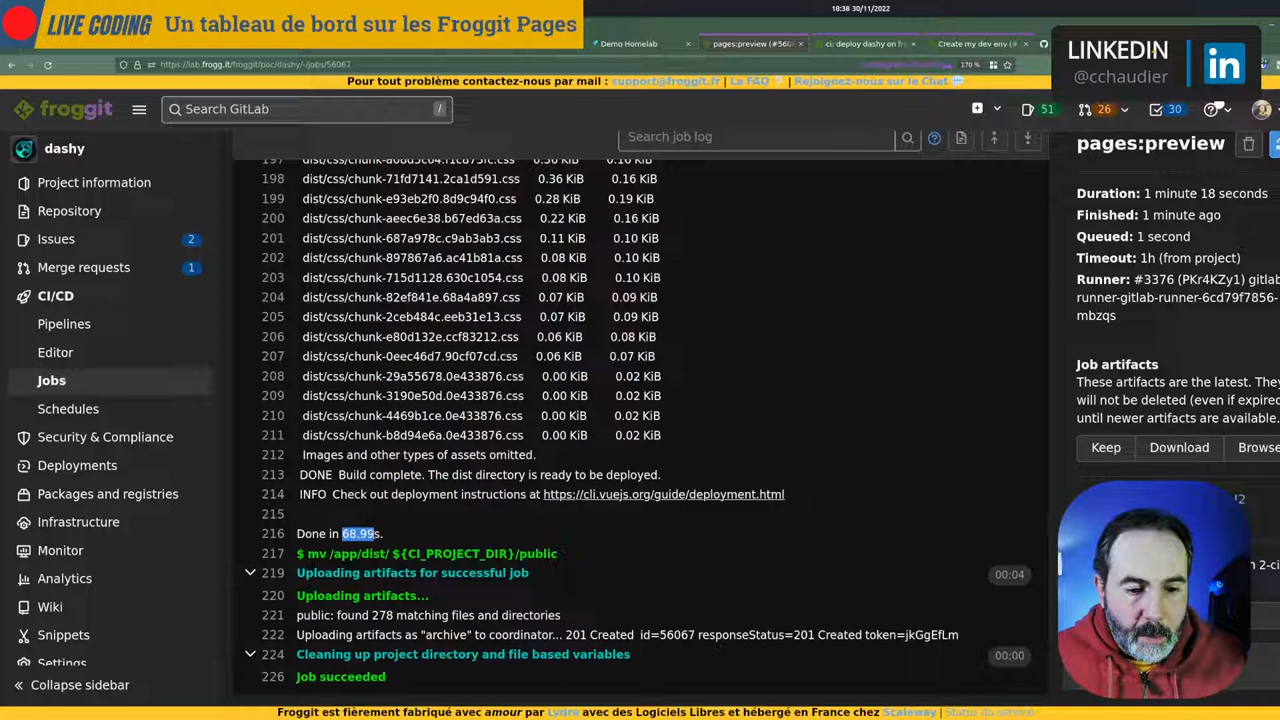 18:38 30/11/2022
LIVE CODING
Un tableau de bord sur les Froggit Pages
Demo Homelab
pages:preview (#5606
ci: deploy dashy on fr
Create my dev env (
https://lab.frogg.it/froggit/poc/dashy/-/jobs/56067
170 %
LINKEDIN
@cchaudier
in
Pour tout problème contactez-nous par mail : support@froggit.fr | La FAQ | Rejoignez-nous sur le Chat
froggit
Search GitLab
/
51
26
30
dashy
Project information
Repository
Issues 2
Merge requests 1
CI/CD
Pipelines
Editor
Jobs
Schedules
Security & Compliance
Deployments
Packages and registries
Infrastructure
Monitor
Analytics
Wiki
Snippets
Settings
Collapse sidebar
Search job log
198 dist/css/chunk-71fd7141.2ca1d591.css 0.36 KiB 0.16 KiB
199 dist/css/chunk-e93eb2f0.8d9c94f0.css 0.28 KiB 0.19 KiB
200 dist/css/chunk-aeec6e38.b67ed63a.css 0.22 KiB 0.16 KiB
201 dist/css/chunk-687a978c.c9ab3ab3.css 0.11 KiB 0.10 KiB
202 dist/css/chunk-897867a6.ac41b81a.css 0.08 KiB 0.10 KiB
203 dist/css/chunk-715d1128.630c1054.css 0.08 KiB 0.10 KiB
204 dist/css/chunk-82ef841e.68a4a897.css 0.07 KiB 0.09 KiB
205 dist/css/chunk-2ceb484c.eeb31e13.css 0.07 KiB 0.09 KiB
206 dist/css/chunk-e80d132e.ccf83212.css 0.06 KiB 0.08 KiB
207 dist/css/chunk-0eec46d7.90cf07cd.css 0.06 KiB 0.07 KiB
208 dist/css/chunk-29a55678.0e433876.css 0.00 KiB 0.02 KiB
209 dist/css/chunk-3190e50d.0e433876.css 0.00 KiB 0.02 KiB
210 dist/css/chunk-4469b1ce.0e433876.css 0.00 KiB 0.02 KiB
211 dist/css/chunk-b8d94e6a.0e433876.css 0.00 KiB 0.02 KiB
212 Images and other types of assets omitted.
213 DONE Build complete. The dist directory is ready to be deployed.
214 INFO Check out deployment instructions at https://cli.vuejs.org/guide/deployment.html
215
216 Done in 68.99s.
217 $ mv /app/dist/ ${CI_PROJECT_DIR}/public
219 Uploading artifacts for successful job 00:04
220 Uploading artifacts...
221 public: found 278 matching files and directories
222 Uploading artifacts as "archive" to coordinator... 201 Created id=56067 responseStatus=201 Created token=jkGgEfLm
224 Cleaning up project directory and file based variables 00:00
226 Job succeeded
pages:preview
Duration: 1 minute 18 seconds
Finished: 1 minute ago
Queued: 1 second
Timeout: 1h (from project)
Runner: #3376 (PKr4KZy1) gitlab
runner-gitlab-runner-6cd79f7856-
mbzqs
Job artifacts
These artifacts are the latest. They
will not be deleted (even if expired
until newer artifacts are available.
Keep
Download
Browse
Froggit est fièrement fabriqué avec amour par Lydra avec des Logiciels Libres et hébergé en France chez Scaleway | Status du service